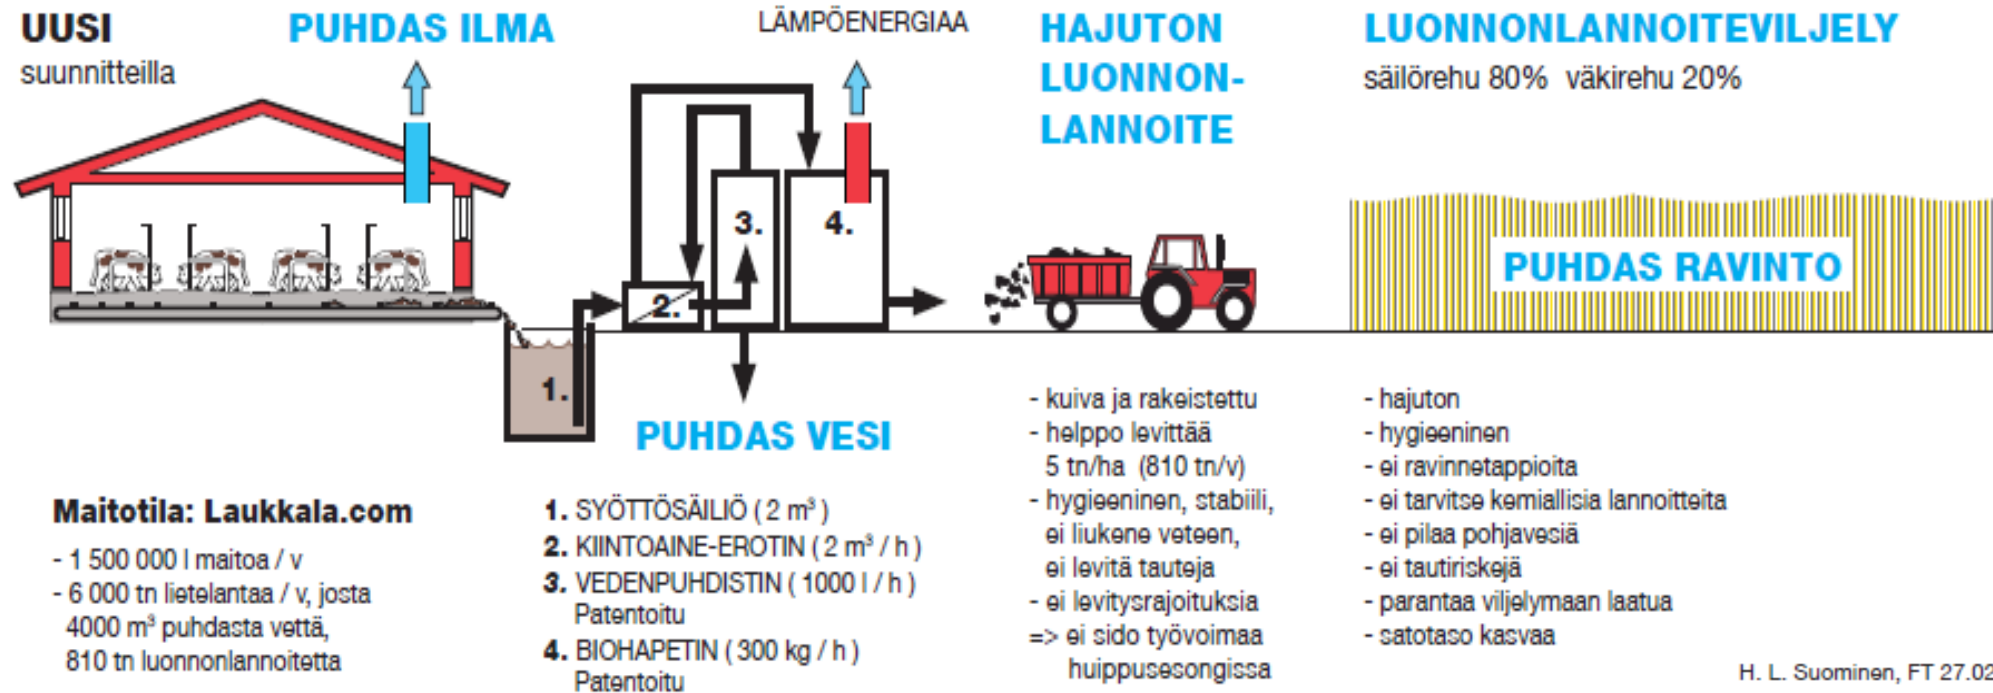 UUSI
suunnitteilla
PUHDAS ILMA
LÄMPÖENERGIAA
HAJUTON
LUONNON-
LANNOITE
LUONNONLANNOITEVILJELY
säilörehu 80% väkirehu 20%
3.
4.
2.
1.
PUHDAS RAVINTO
PUHDAS VESI
Maitotila: Laukkala.com
- 1 500 000 l maitoa / v
- 6 000 tn lietelantaa / v, josta
4000 m³ puhdasta vettä,
810 tn luonnonlannoitetta
1. SYÖTTÖSÄILIÖ ( 2 m³ )
2. KIINTOAINE-EROTIN ( 2 m³ / h )
3. VEDENPUHDISTIN ( 1000 l / h )
Patentoitu
4. BIOHAPETIN ( 300 kg / h )
Patentoitu
- kuiva ja rakeistettu
- helppo levittää
5 tn/ha (810 tn/v)
- hygieeninen, stabiili,
ei liukene veteen,
ei levitä tauteja
- ei levitysrajoituksia
=> ei sido työvoimaa
huippusesongissa
- hajuton
- hygieeninen
- ei ravinnetappioita
- ei tarvitse kemiallisia lannoitteita
- ei pilaa pohjavesiä
- ei tautiriskejä
- parantaa viljelymaan laatua
- satotaso kasvaa
H. L. Suominen, FT 27.02